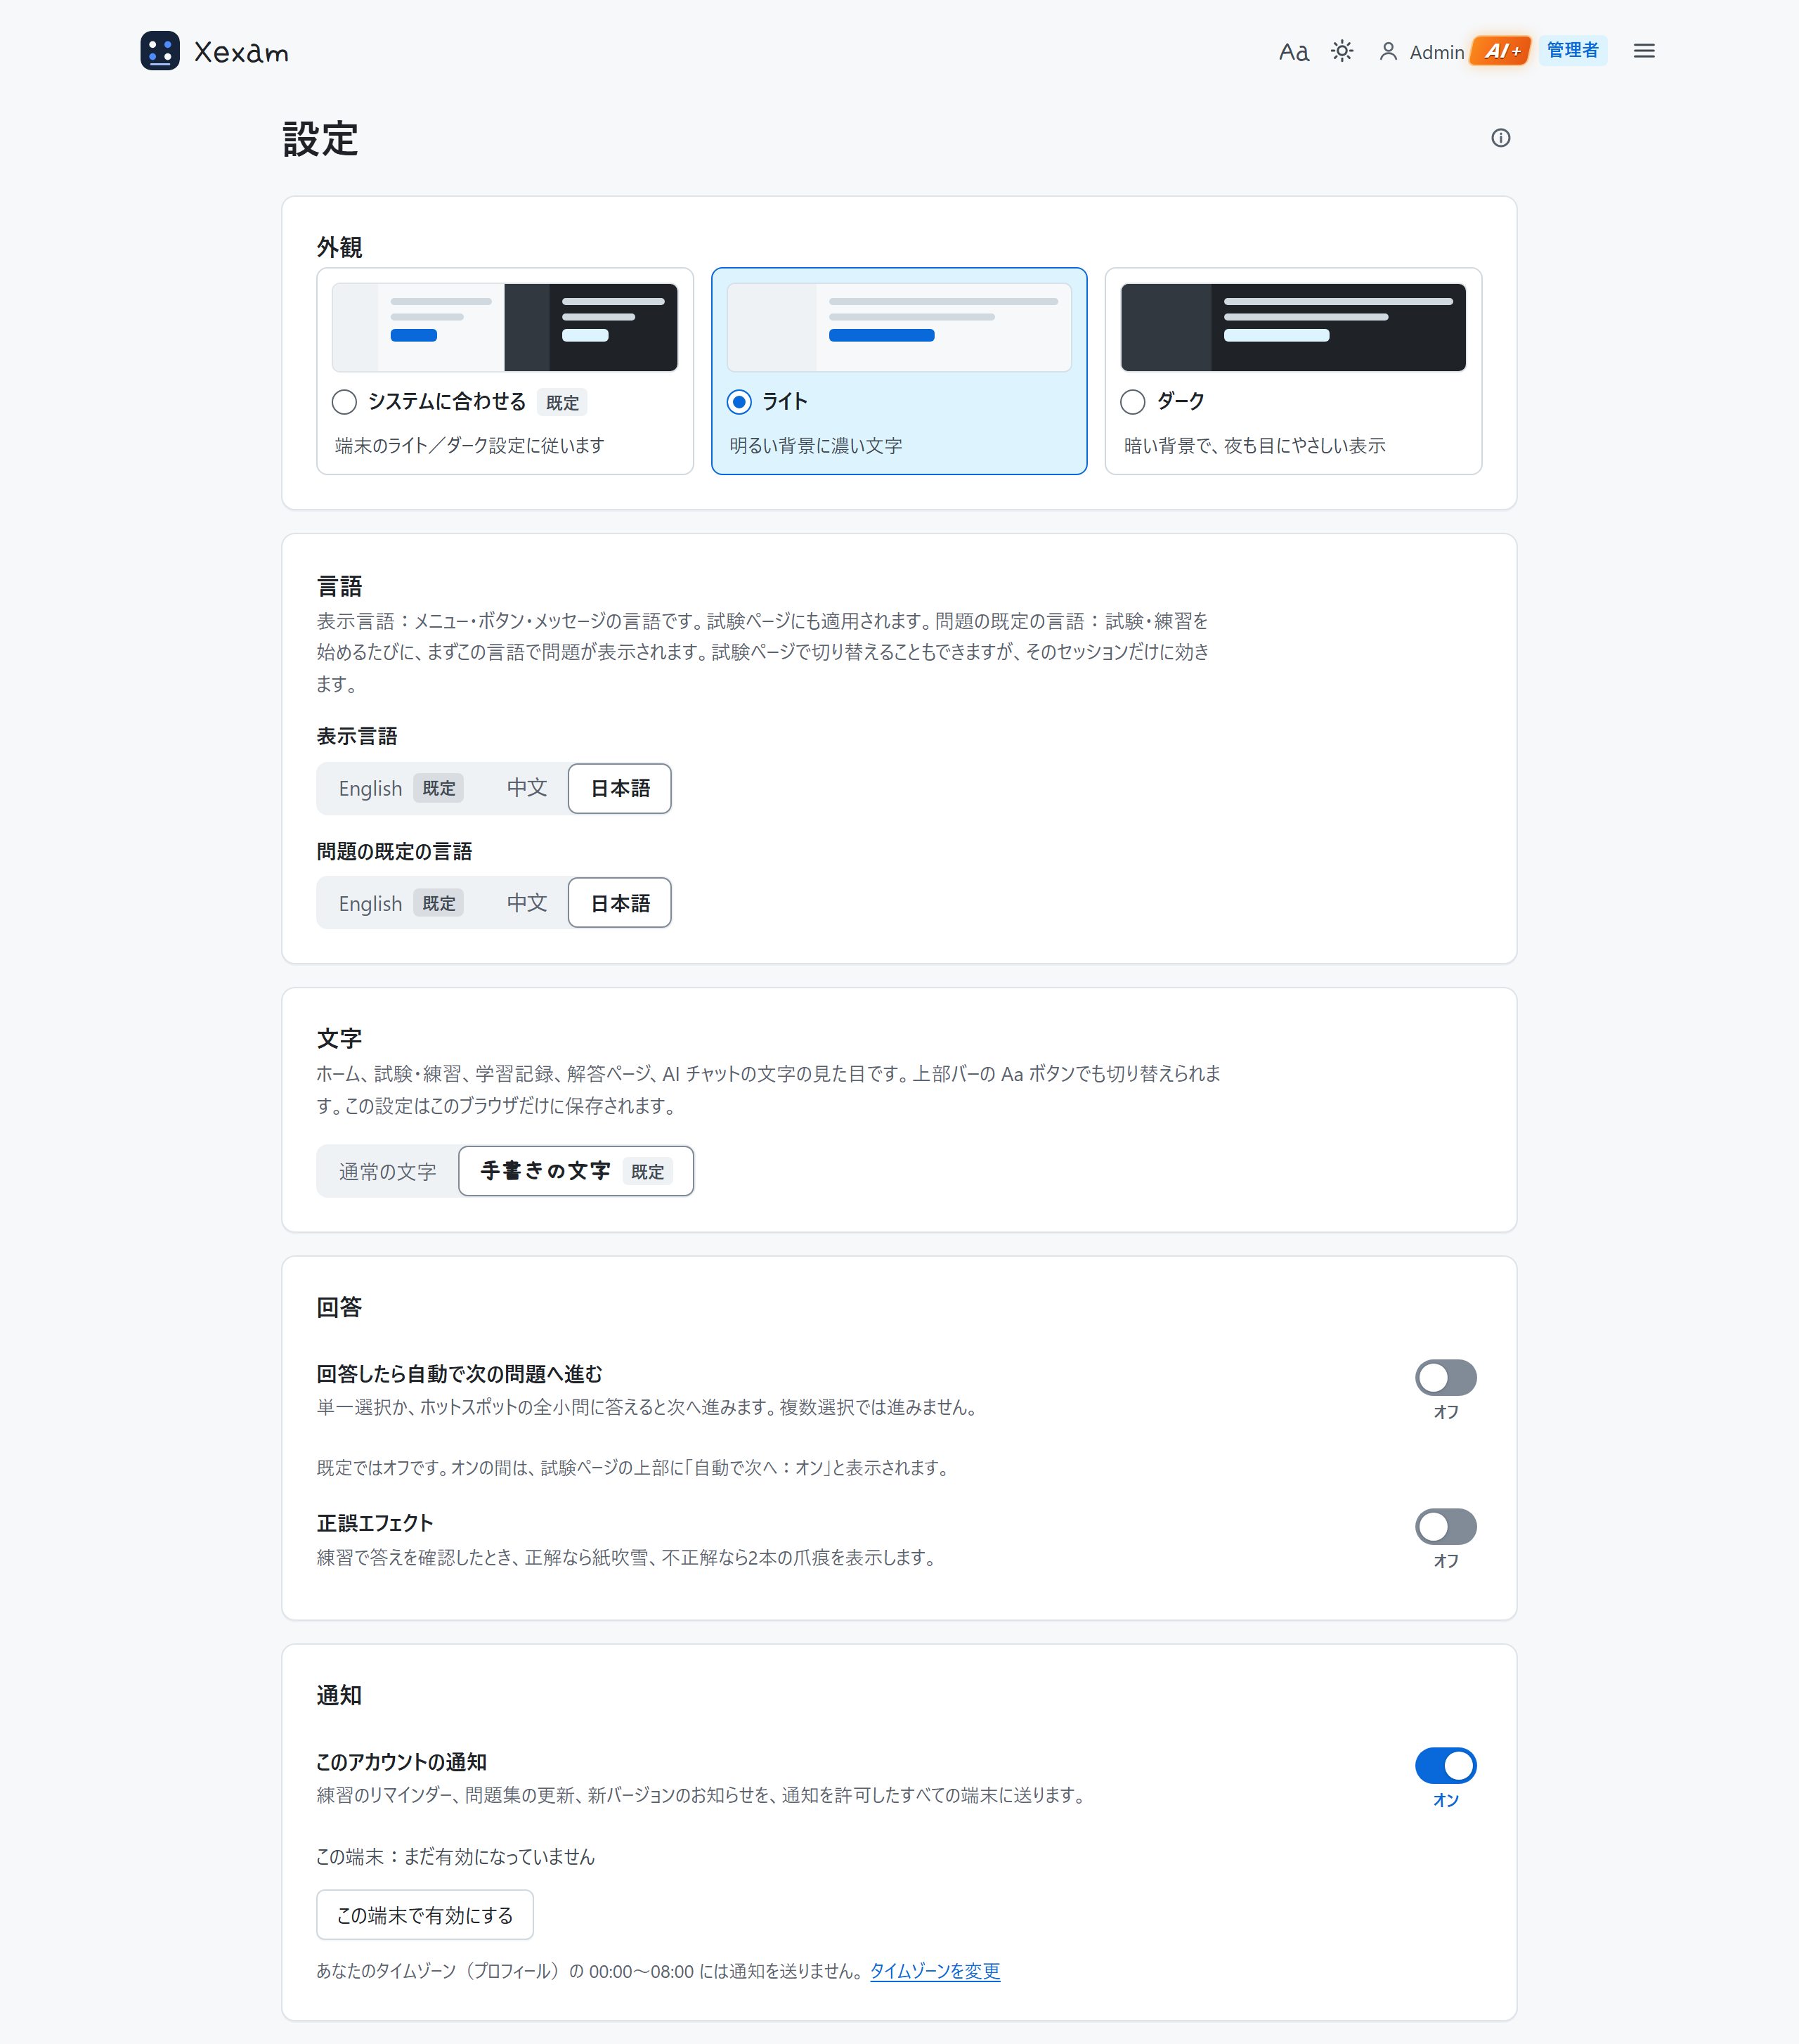 Xexam
Aa Admin AI+ 管理者
設定
外観
システムに合わせる 既定
端末のライト／ダーク設定に従います
ライト
明るい背景に濃い文字
ダーク
暗い背景で、夜も目にやさしい表示
言語
表示言語：メニュー・ボタン・メッセージの言語です。試験ページにも適用されます。問題の既定の言語：試験・練習を
始めるたびに、まずこの言語で問題が表示されます。試験ページで切り替えることもできますが、そのセッションだけに効き
ます。
表示言語
English 既定 中文 日本語
問題の既定の言語
English 既定 中文 日本語
文字
ホーム、試験・練習、学習記録、解答ページ、AI チャットの文字の見た目です。上部バーの Aa ボタンでも切り替えられま
す。この設定はこのブラウザだけに保存されます。
通常の文字 手書きの文字 既定
回答
回答したら自動で次の問題へ進む
単一選択か、ホットスポットの全小問に答えると次へ進みます。複数選択では進みません。
オフ
既定ではオフです。オンの間は、試験ページの上部に「自動で次へ：オン」と表示されます。
正誤エフェクト
練習で答えを確認したとき、正解なら紙吹雪、不正解なら2本の爪痕を表示します。
オフ
通知
このアカウントの通知
練習のリマインダー、問題集の更新、新バージョンのお知らせを、通知を許可したすべての端末に送ります。
オン
この端末：まだ有効になっていません
この端末で有効にする
あなたのタイムゾーン（プロフィール）の 00:00～08:00 には通知を送りません。 タイムゾーンを変更